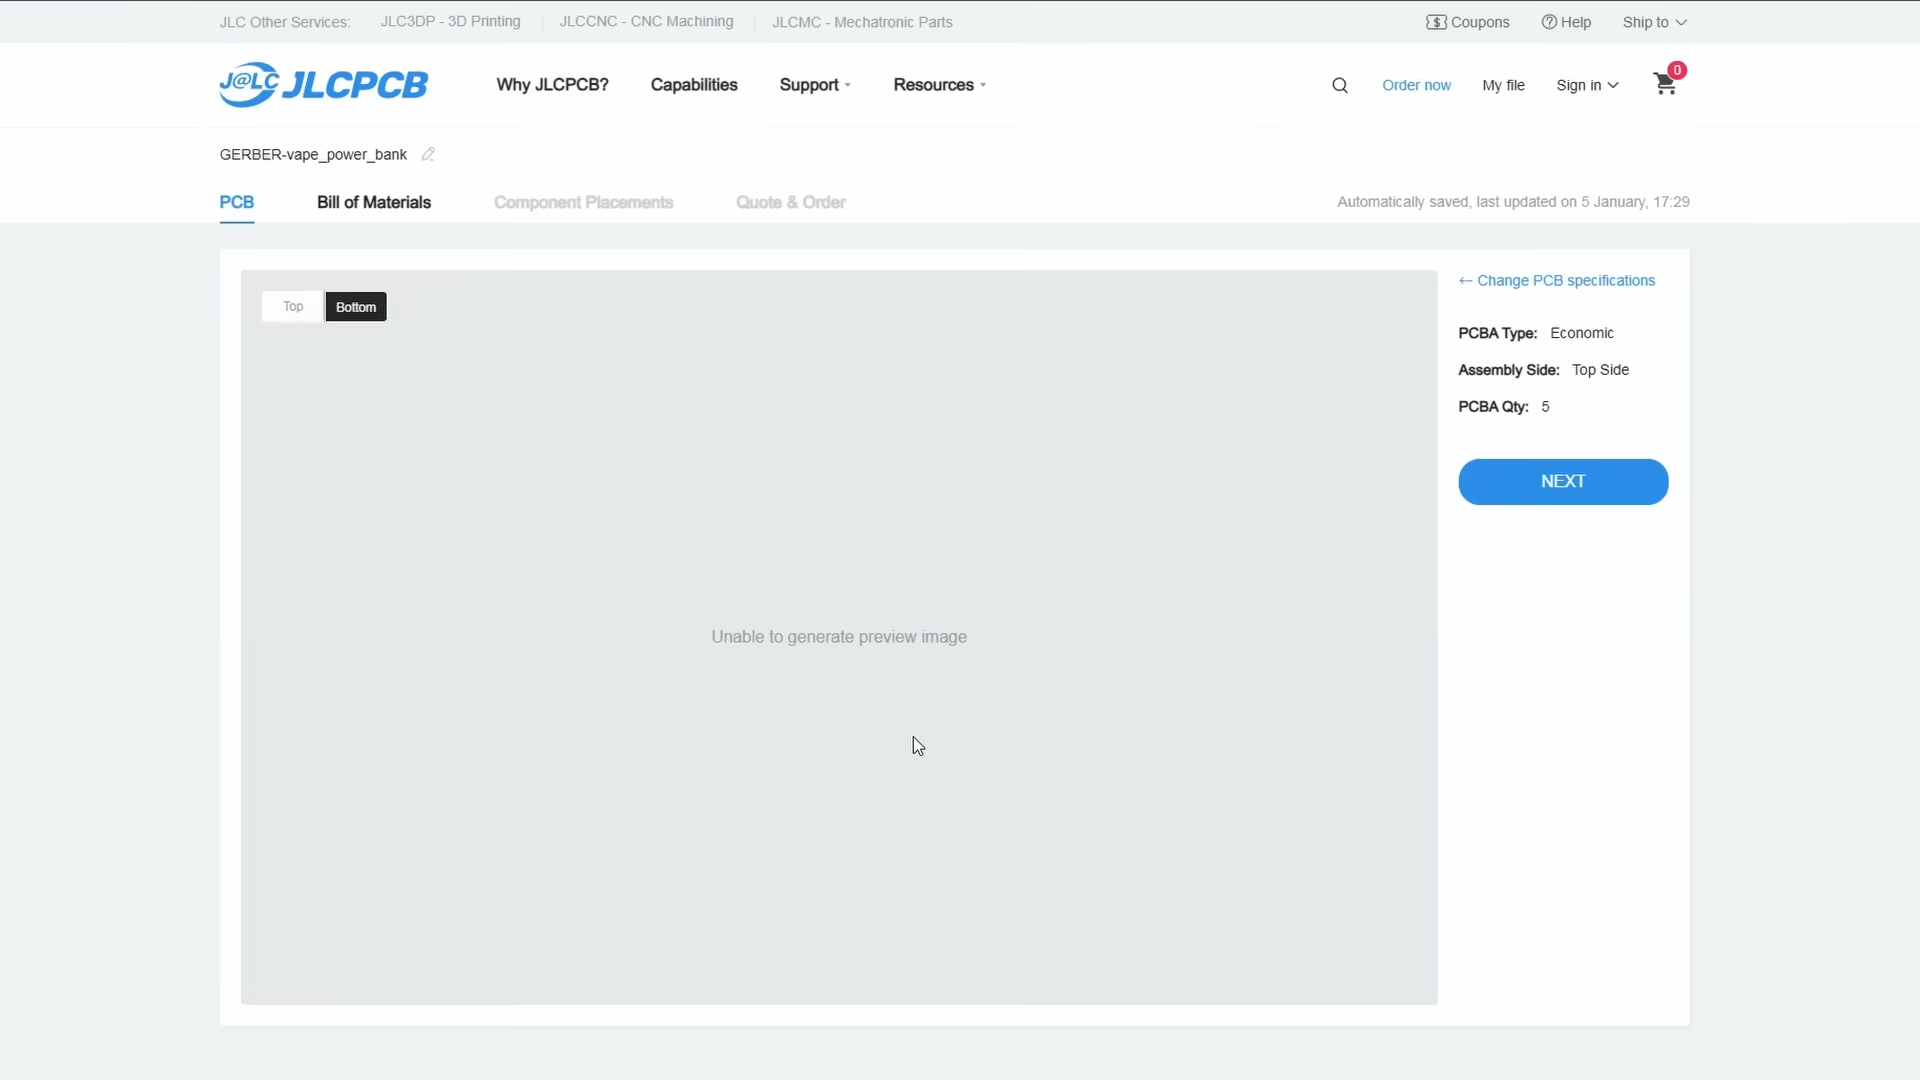 JLC Other Services: JLC3DP - 3D Printing JLCCNC - CNC Machining JLCMC - Mechatronic Parts $ Coupons ? Help Ship to
J@LC JLCPCB Why JLCPCB? Capabilities Support Resources Order now My file Sign in 0
GERBER-vape_power_bank
PCB Bill of Materials Component Placements Quote & Order Automatically saved, last updated on 5 January, 17:29
Top Bottom
← Change PCB specifications
PCBA Type: Economic
Assembly Side: Top Side
PCBA Qty: 5
NEXT
Unable to generate preview image